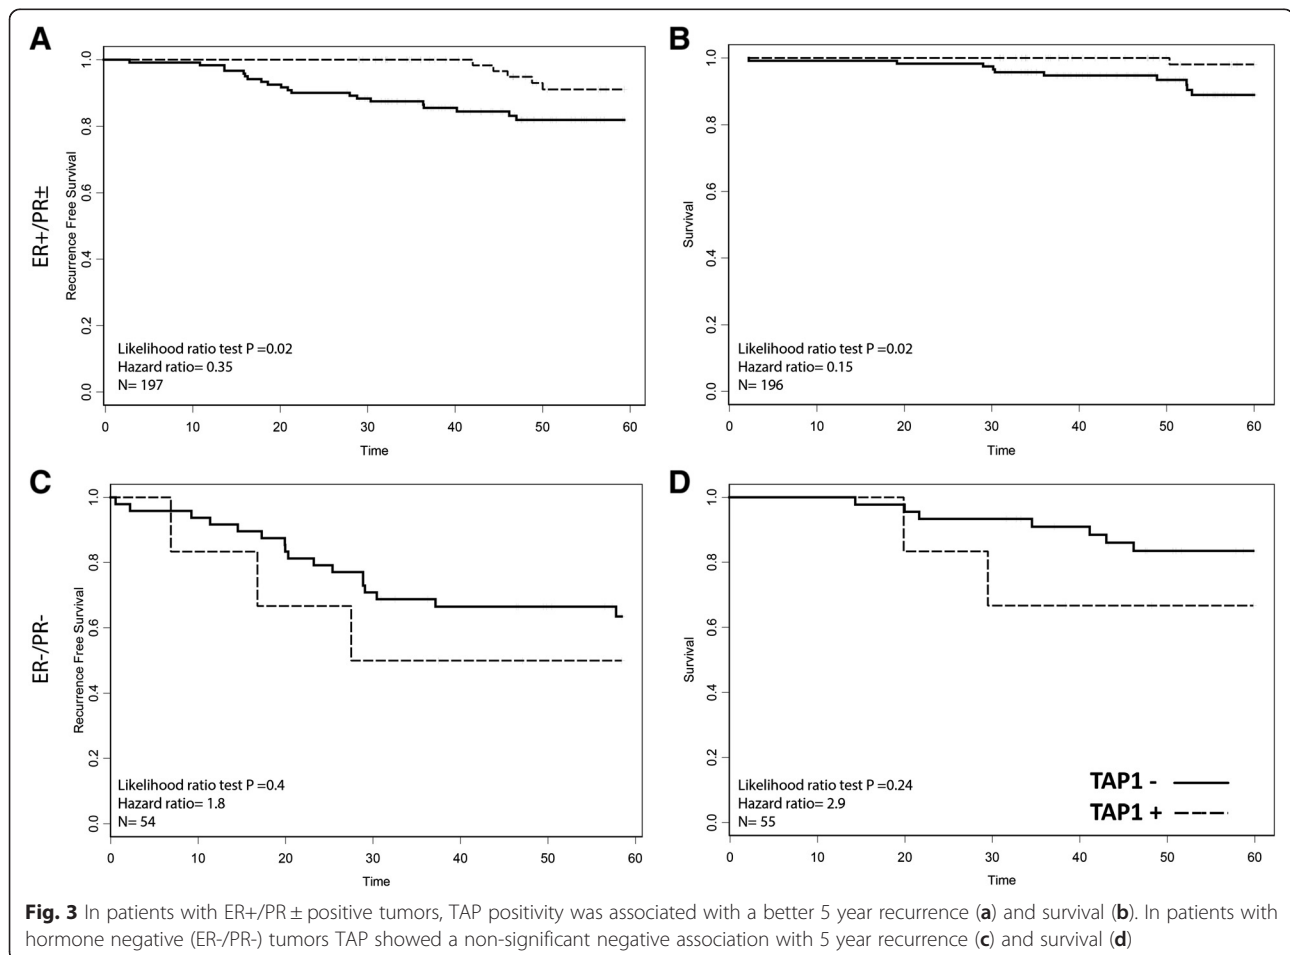 A
1.0
0.8
0.6
0.4
0.2
0.0
Recurrence Free Survival
ER+/PR±
Likelihood ratio test P =0.02
Hazard ratio= 0.35
N= 197
0 10 20 30 40 50 60
Time
B
1.0
0.8
0.6
0.4
0.2
0.0
Survival
Likelihood ratio test P =0.02
Hazard ratio= 0.15
N= 196
0 10 20 30 40 50 60
Time
C
1.0
0.8
0.6
0.4
0.2
0.0
Recurrence Free Survival
ER-/PR-
Likelihood ratio test P =0.4
Hazard ratio= 1.8
N= 54
0 10 20 30 40 50 60
Time
D
1.0
0.8
0.6
0.4
0.2
0.0
Survival
Likelihood ratio test P =0.24
Hazard ratio= 2.9
N= 55
TAP1 -
TAP1 +
0 10 20 30 40 50 60
Time
Fig. 3 In patients with ER+/PR ± positive tumors, TAP positivity was associated with a better 5 year recurrence (a) and survival (b). In patients with
hormone negative (ER-/PR-) tumors TAP showed a non-significant negative association with 5 year recurrence (c) and survival (d)